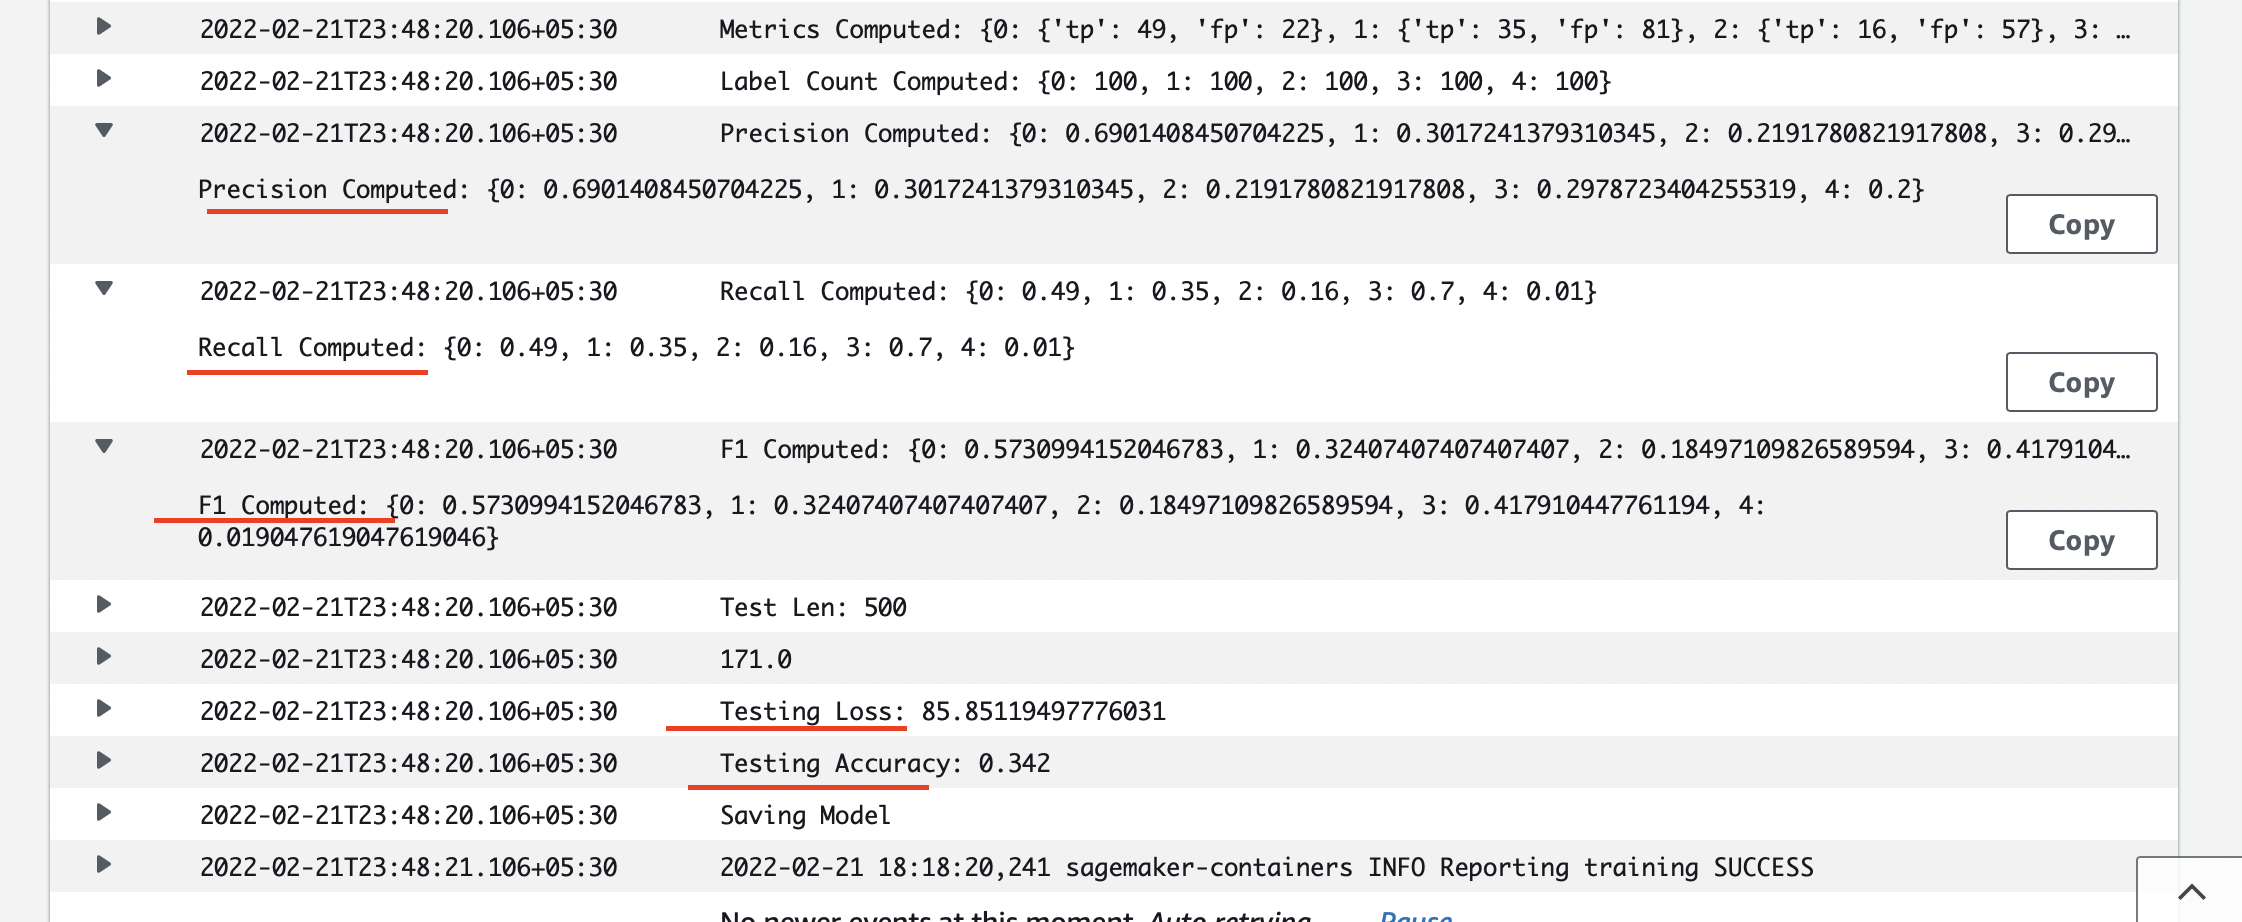 2022-02-21T23:48:20.106+05:30 Metrics Computed: {0: {'tp': 49, 'fp': 22}, 1: {'tp': 35, 'fp': 81}, 2: {'tp': 16, 'fp': 57}, 3: …
2022-02-21T23:48:20.106+05:30 Label Count Computed: {0: 100, 1: 100, 2: 100, 3: 100, 4: 100}
2022-02-21T23:48:20.106+05:30 Precision Computed: {0: 0.6901408450704225, 1: 0.3017241379310345, 2: 0.2191780821917808, 3: 0.29…
Precision Computed: {0: 0.6901408450704225, 1: 0.3017241379310345, 2: 0.2191780821917808, 3: 0.2978723404255319, 4: 0.2}
Copy
2022-02-21T23:48:20.106+05:30 Recall Computed: {0: 0.49, 1: 0.35, 2: 0.16, 3: 0.7, 4: 0.01}
Recall Computed: {0: 0.49, 1: 0.35, 2: 0.16, 3: 0.7, 4: 0.01}
Copy
2022-02-21T23:48:20.106+05:30 F1 Computed: {0: 0.5730994152046783, 1: 0.32407407407407407, 2: 0.18497109826589594, 3: 0.4179104…
F1 Computed: {0: 0.5730994152046783, 1: 0.32407407407407407, 2: 0.18497109826589594, 3: 0.417910447761194, 4:
0.019047619047619046}
Copy
2022-02-21T23:48:20.106+05:30 Test Len: 500
2022-02-21T23:48:20.106+05:30 171.0
2022-02-21T23:48:20.106+05:30 Testing Loss: 85.85119497776031
2022-02-21T23:48:20.106+05:30 Testing Accuracy: 0.342
2022-02-21T23:48:20.106+05:30 Saving Model
2022-02-21T23:48:21.106+05:30 2022-02-21 18:18:20,241 sagemaker-containers INFO Reporting training SUCCESS
No newer events at this moment. Auto retrying. Pause